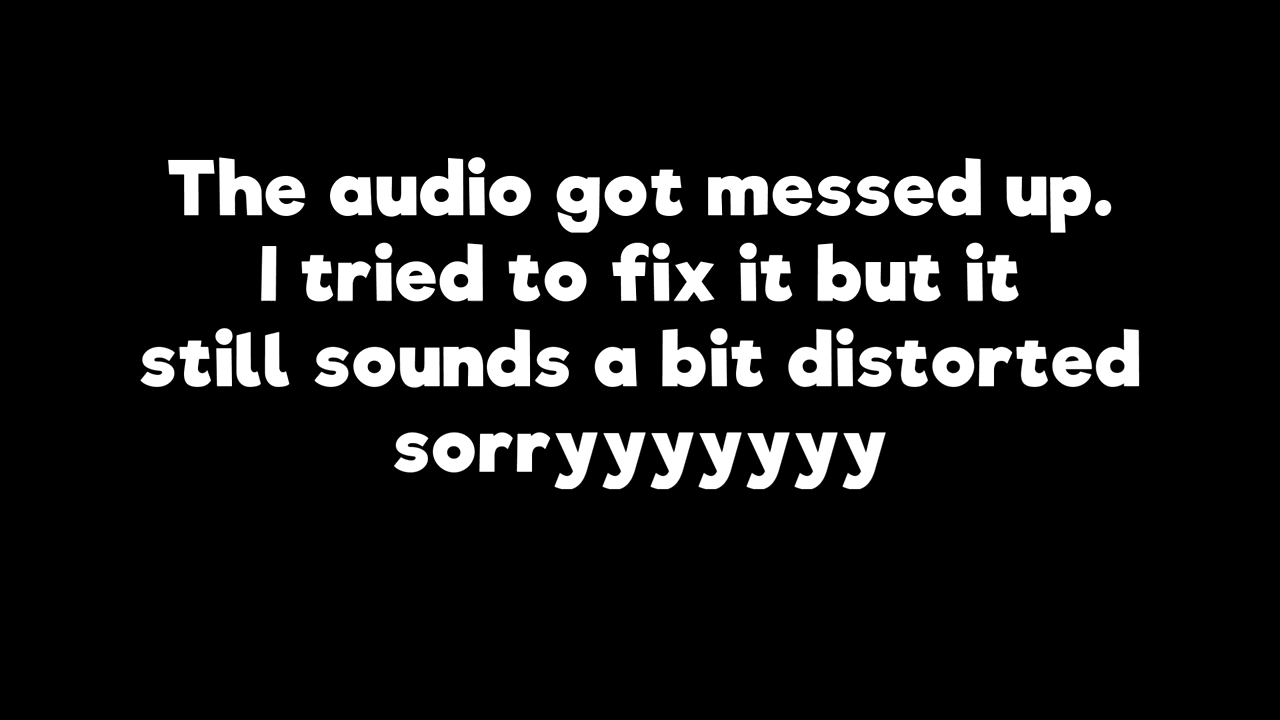 The audio got messed up.
I tried to fix it but it
still sounds a bit distorted
sorryyyyyyy